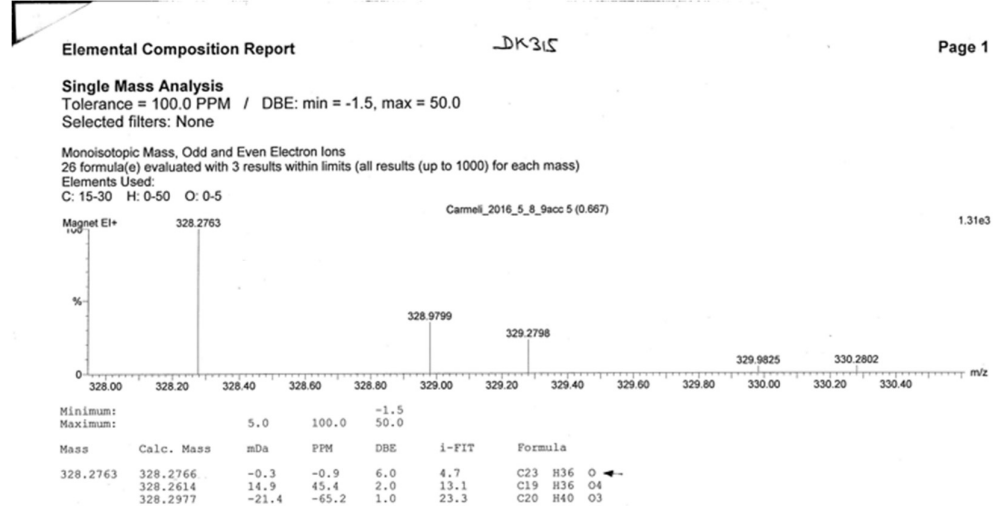 DK315
Elemental Composition Report
Page 1
Single Mass Analysis
Tolerance = 100.0 PPM / DBE: min = -1.5, max = 50.0
Selected filters: None
Monoisotopic Mass, Odd and Even Electron Ions
26 formula(e) evaluated with 3 results within limits (all results (up to 1000) for each mass)
Elements Used:
C: 15-30 H: 0-50 O: 0-5
Carmeli_2016_5_8_9acc 5 (0.667)
Magnet EI+
328.2763
1.31e3
100
%
328.9799
329.2798
329.9825
330.2802
0
m/z
328.00 328.20 328.40 328.60 328.80 329.00 329.20 329.40 329.60 329.80 330.00 330.20 330.40
Minimum: -1.5
Maximum: 5.0 100.0 50.0
Mass Calc. Mass mDa PPM DBE i-FIT Formula
328.2763 328.2766 -0.3 -0.9 6.0 4.7 C23 H36 O
328.2614 14.9 45.4 2.0 13.1 C19 H36 O4
328.2977 -21.4 -65.2 1.0 23.3 C20 H40 O3